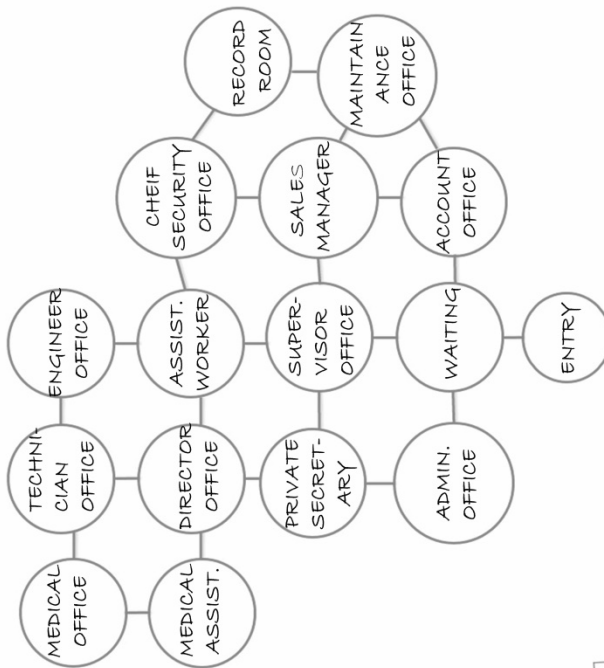 RECORD
ROOM
MAINTAIN
ANCE
OFFICE
CHEIF
SECURITY
OFFICE
SALES
MANAGER
ACCOUNT
OFFICE
ENGINEER
OFFICE
ASSIST.
WORKER
SUPER-
VISOR
OFFICE
WAITING
ENTRY
TECHNI-
CIAN
OFFICE
DIRECTOR
OFFICE
PRIVATE
SECRET-
ARY
ADMIN.
OFFICE
MEDICAL
OFFICE
MEDICAL
ASSIST.